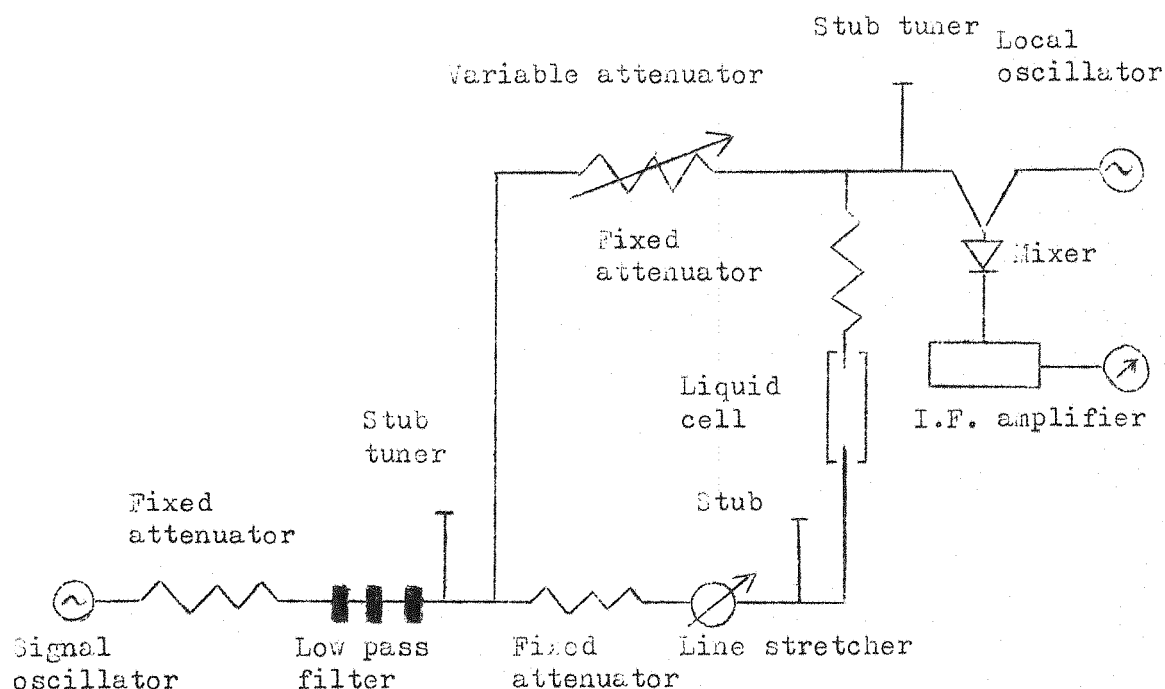 Stub tuner
Local
oscillator
Variable attenuator
Fixed
attenuator
Mixer
Liquid
cell
I.F. amplifier
Stub
tuner
Fixed
attenuator
Stub
Signal
oscillator
Low pass
filter
Fixed
attenuator
Line stretcher